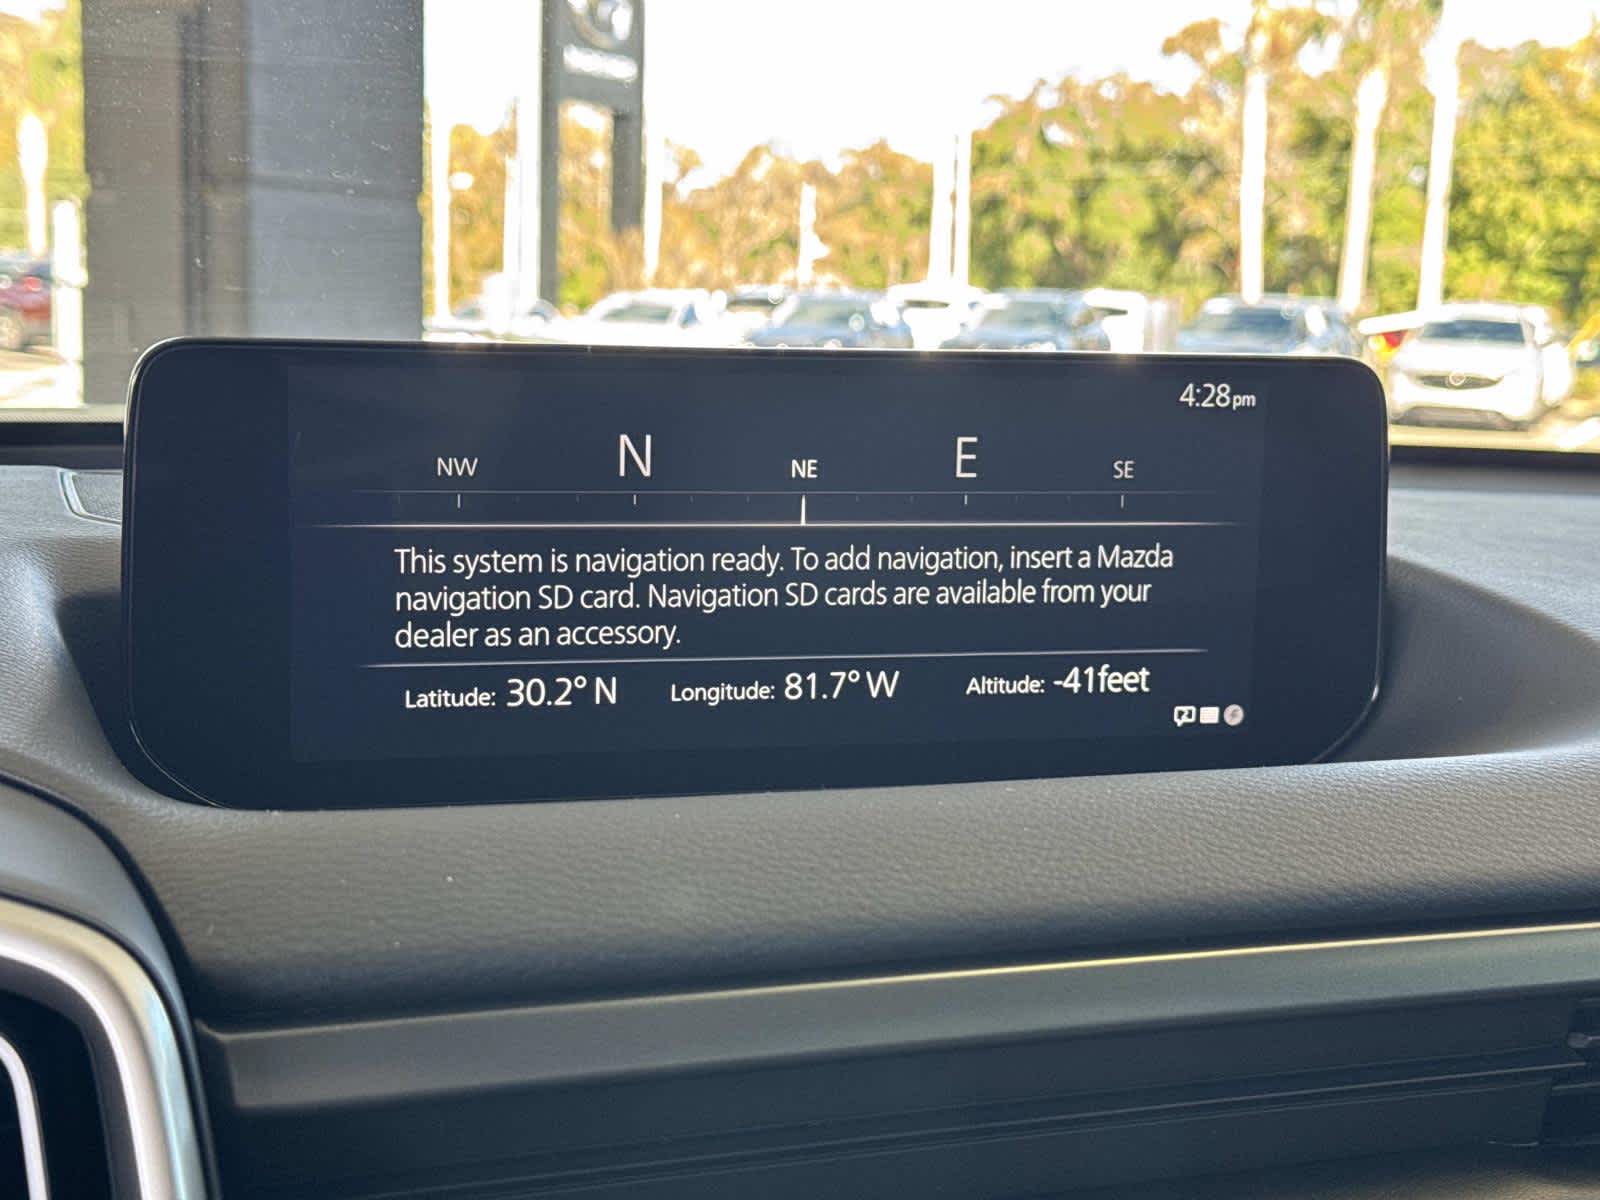 4:28pm
NW N NE E SE
This system is navigation ready. To add navigation, insert a Mazda
navigation SD card. Navigation SD cards are available from your
dealer as an accessory.
Latitude: 30.2° N Longitude: 81.7° W Altitude: -41feet